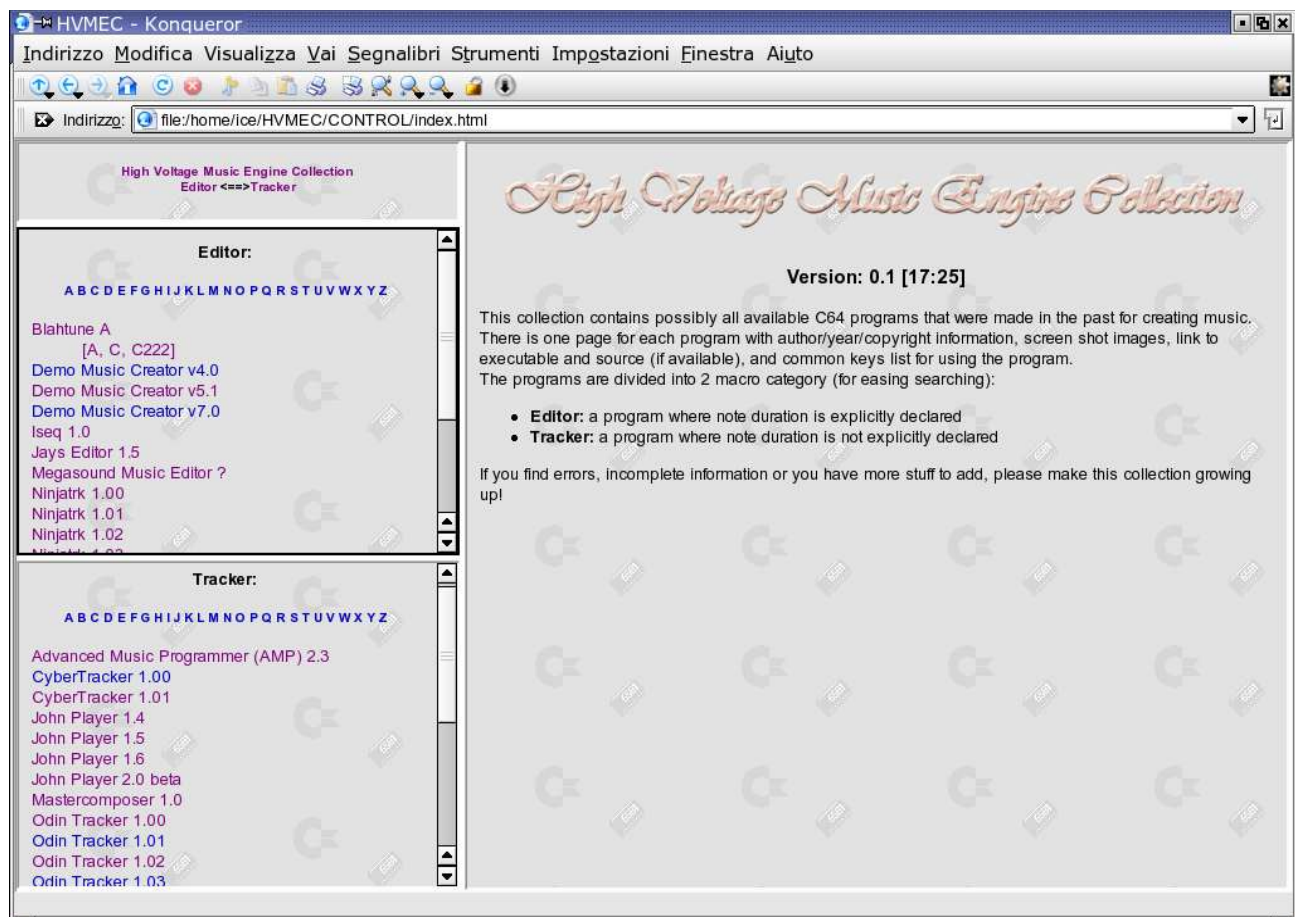 HVMEC - Konqueror
Indirizzo Modifica Visualizza Vai Segnalibri Strumenti Impostazioni Finestra Aiuto
Indirizzo: file:/home/ice/HVMEC/CONTROL/index.html
High Voltage Music Engine Collection
Editor <==>Tracker
Editor:
A B C D E F G H I J K L M N O P Q R S T U V W X Y Z
Blahtune A
[A, C, C222]
Demo Music Creator v4.0
Demo Music Creator v5.1
Demo Music Creator v7.0
Iseq 1.0
Jays Editor 1.5
Megasound Music Editor ?
Ninjatrk 1.00
Ninjatrk 1.01
Ninjatrk 1.02
Tracker:
A B C D E F G H I J K L M N O P Q R S T U V W X Y Z
Advanced Music Programmer (AMP) 2.3
CyberTracker 1.00
CyberTracker 1.01
John Player 1.4
John Player 1.5
John Player 1.6
John Player 2.0 beta
Mastercomposer 1.0
Odin Tracker 1.00
Odin Tracker 1.01
Odin Tracker 1.02
Odin Tracker 1.03
High Voltage Music Engine Collection
Version: 0.1 [17:25]
This collection contains possibly all available C64 programs that were made in the past for creating music.
There is one page for each program with author/year/copyright information, screen shot images, link to
executable and source (if available), and common keys list for using the program.
The programs are divided into 2 macro category (for easing searching):
• Editor: a program where note duration is explicitly declared
• Tracker: a program where note duration is not explicitly declared
If you find errors, incomplete information or you have more stuff to add, please make this collection growing
up!